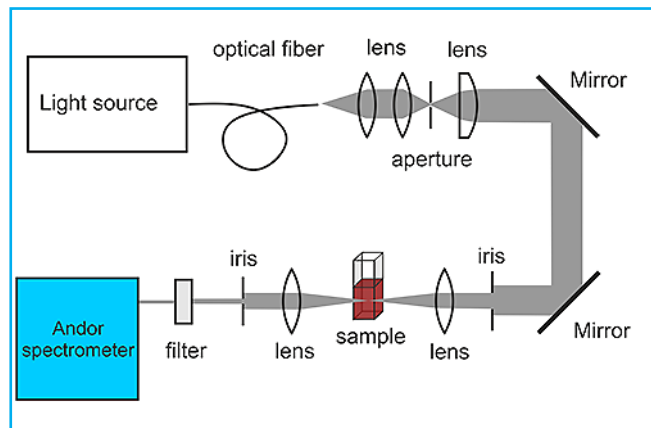 optical fiber
lens
lens
Mirror
Light source
aperture
iris
iris
Andor
spectrometer
filter
lens
sample
lens
Mirror